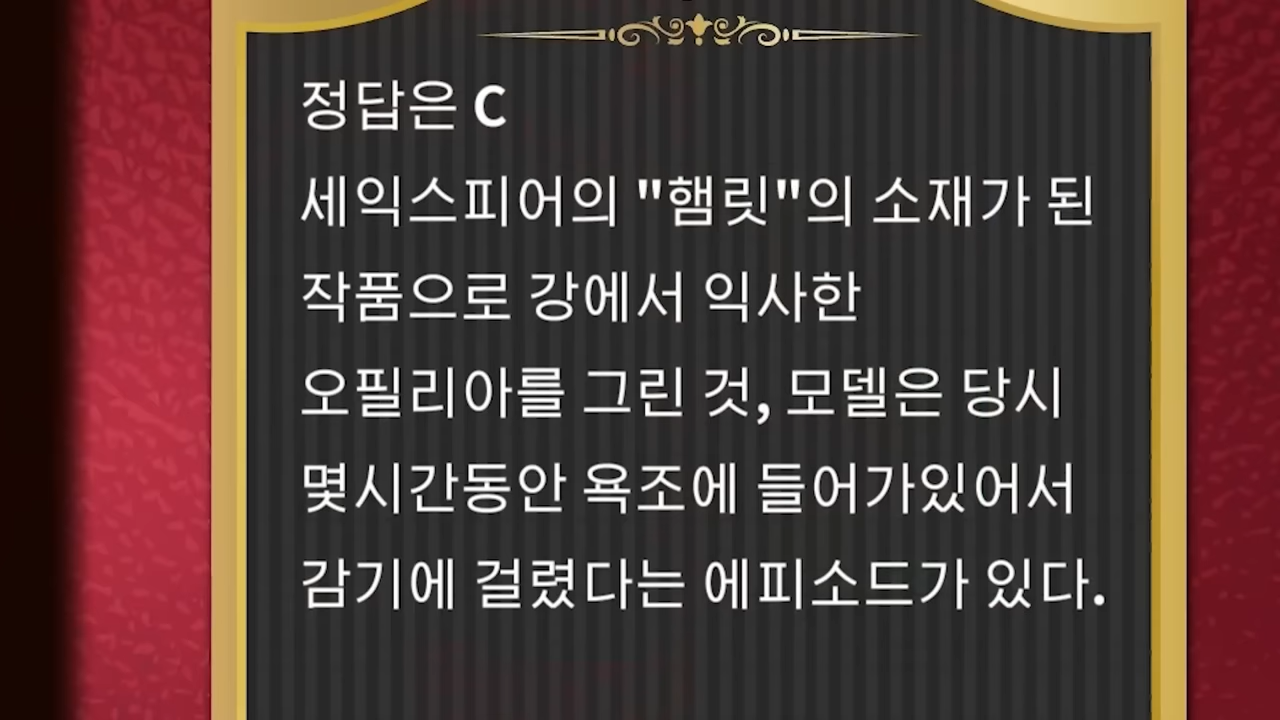 정답은 C
세익스피어의 "햄릿"의 소재가 된
작품으로 강에서 익사한
오필리아를 그린 것, 모델은 당시
몇시간동안 욕조에 들어가있어서
감기에 걸렸다는 에피소드가 있다.